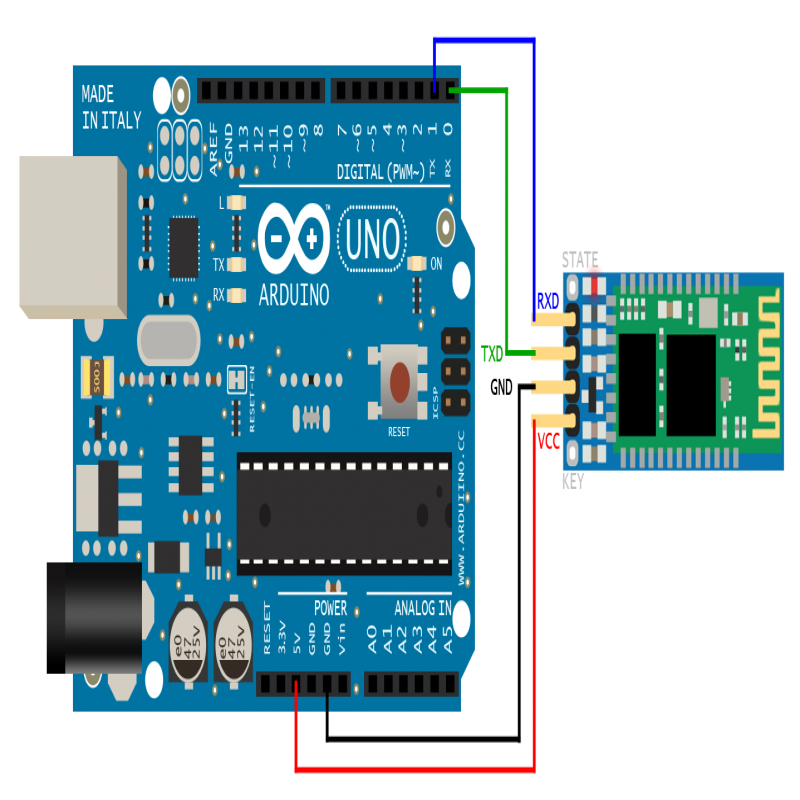 MADE
IN ITALY
AREF
GND
13
12
~11
~10
~9
8
7
~6
~5
4
~3
2
1
0
DIGITAL (PWM~)
TX
RX
L
TX
RX
™
UNO
ARDUINO
ON
STATE
RXD
TXD
GND
VCC
KEY
500J
RESET-EN
RESET
ICSP
WWW.ARDUINO.CC
e0
47
25V
e0
47
25V
POWER
ANALOG IN
RESET
3.3V
5V
GND
GND
Vin
A0
A1
A2
A3
A4
A5